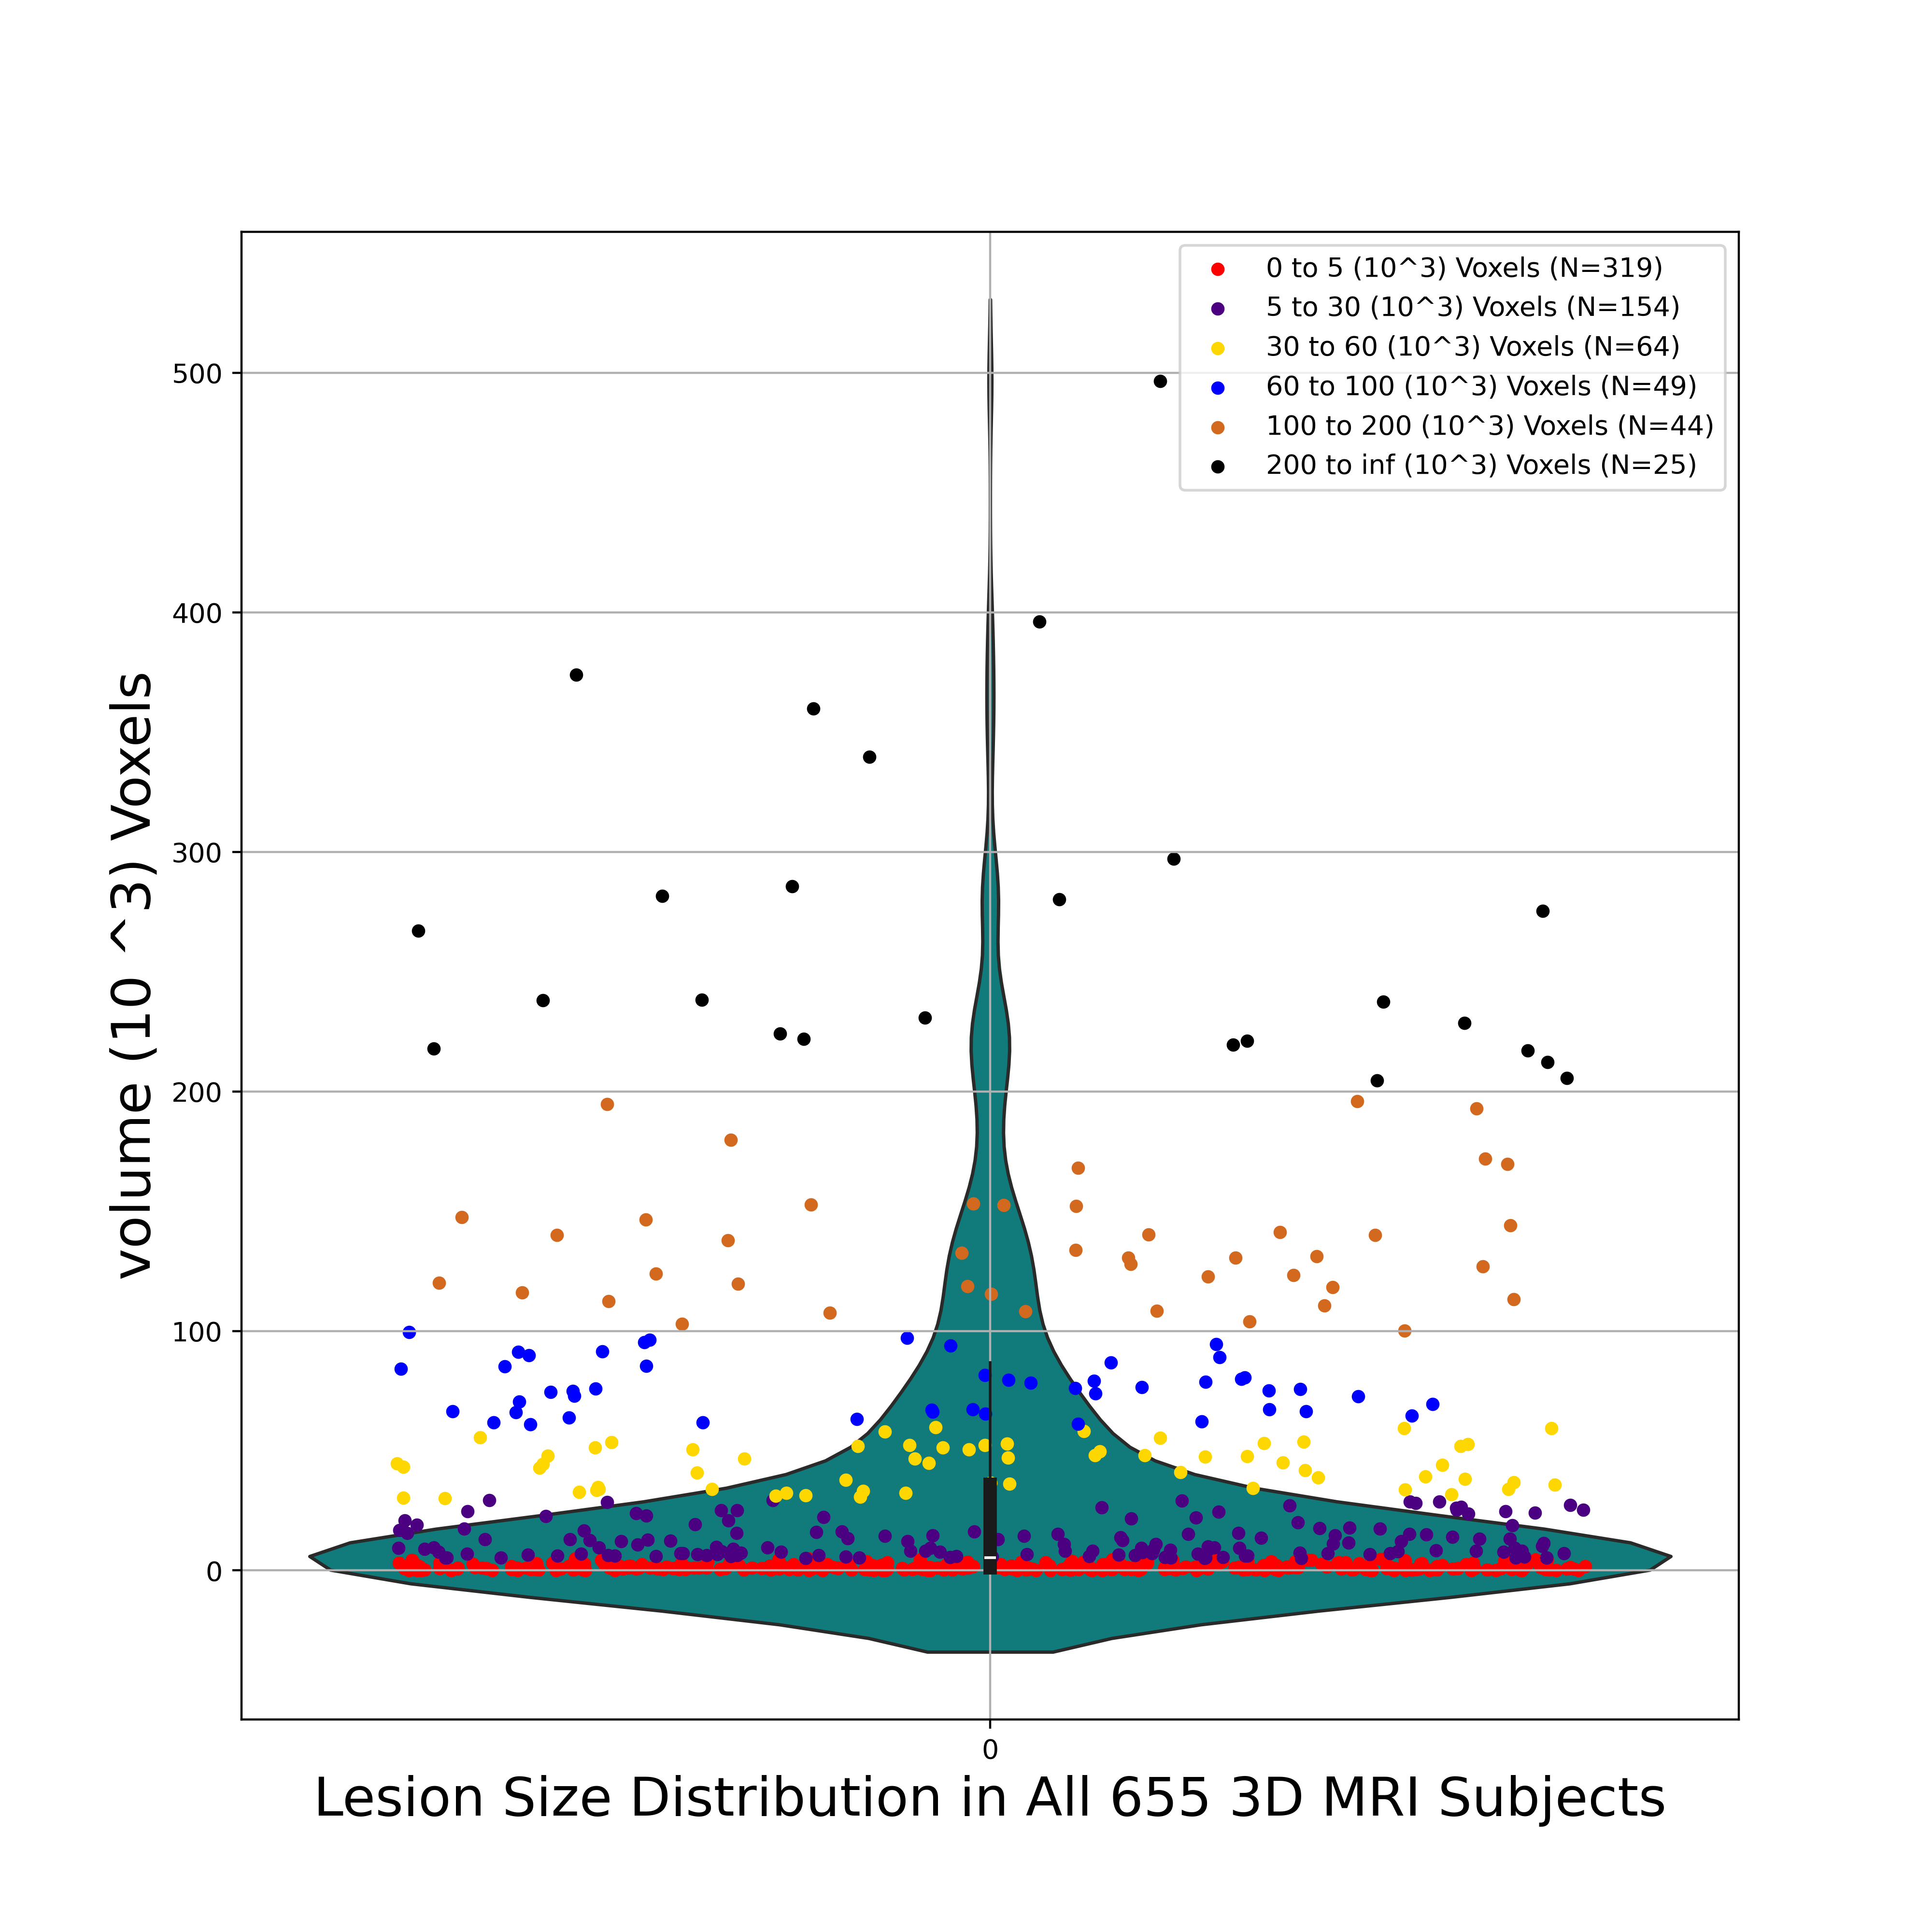 0 to 5 (10^3) Voxels (N=319)
5 to 30 (10^3) Voxels (N=154)
30 to 60 (10^3) Voxels (N=64)
60 to 100 (10^3) Voxels (N=49)
100 to 200 (10^3) Voxels (N=44)
200 to inf (10^3) Voxels (N=25)
500
400
300
200
100
0
volume (10 ^3) Voxels
0
Lesion Size Distribution in All 655 3D MRI Subjects